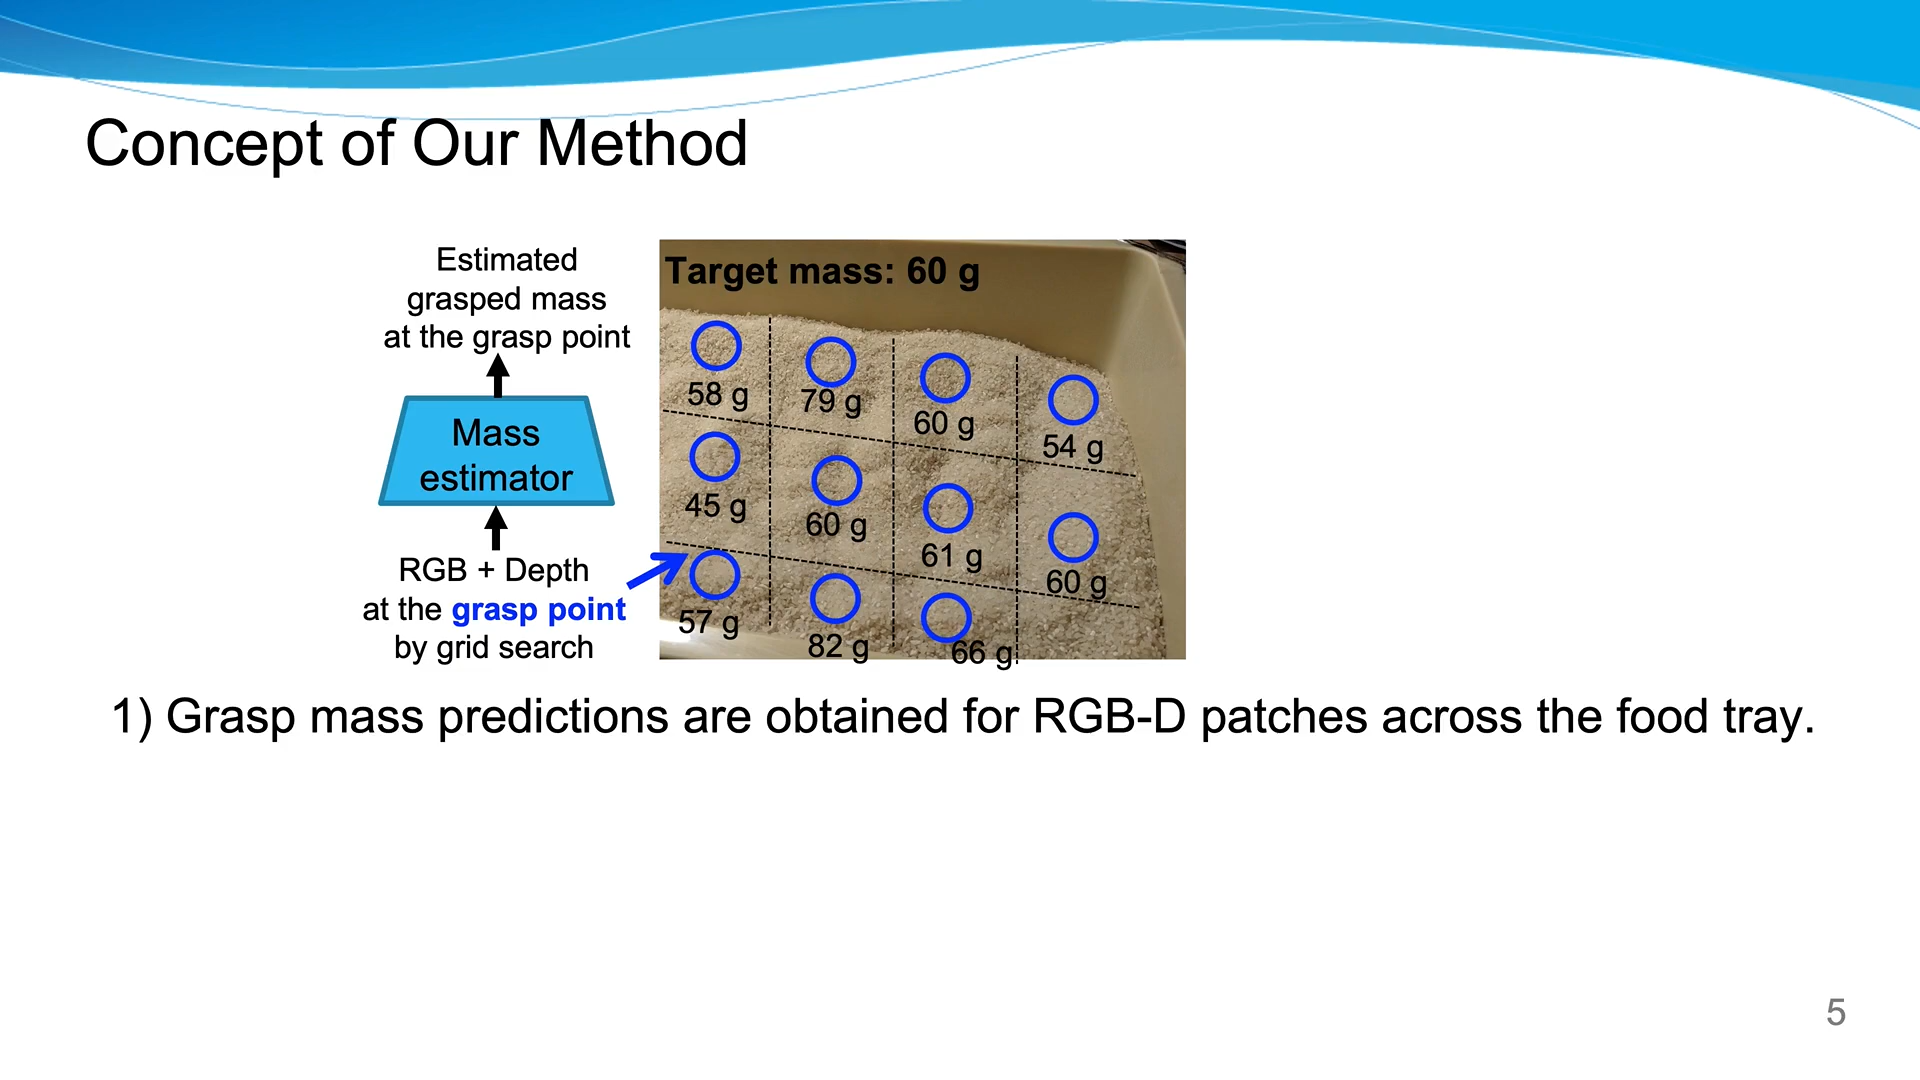 Concept of Our Method
Estimated
grasped mass
at the grasp point
Mass
estimator
RGB + Depth
at the grasp point
by grid search
Target mass: 60 g
58 g
79 g
60 g
54 g
45 g
60 g
61 g
60 g
57 g
82 g
66 g
1) Grasp mass predictions are obtained for RGB-D patches across the food tray.
5